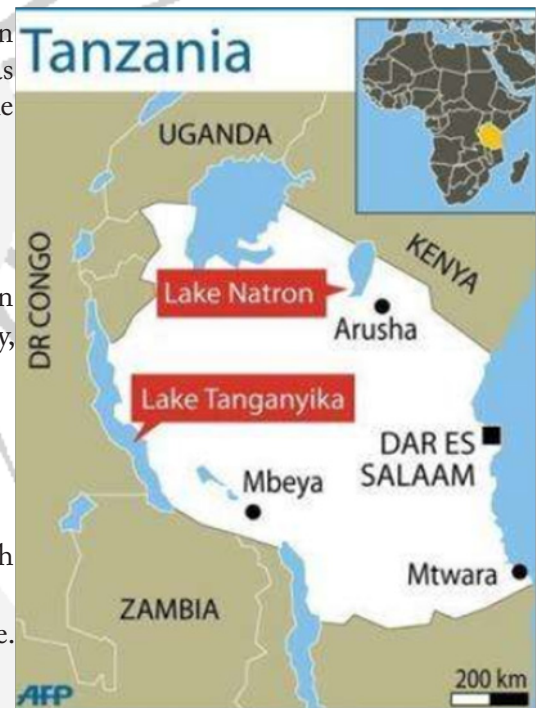 Tanzania
UGANDA
KENYA
DR CONGO
Lake Natron
Arusha
Lake Tanganyika
DAR ES
SALAAM
Mbeya
Mtwara
ZAMBIA
AFP
200 km
y,
e.